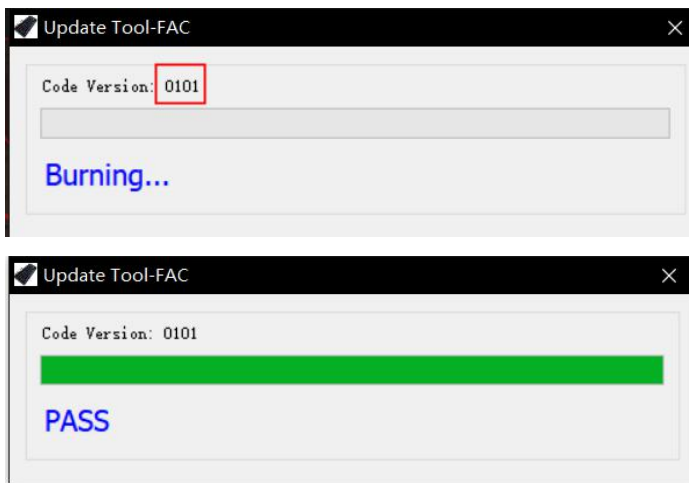 Update Tool-FAC
Code Version: 0101
Burning...
Update Tool-FAC
Code Version: 0101
PASS